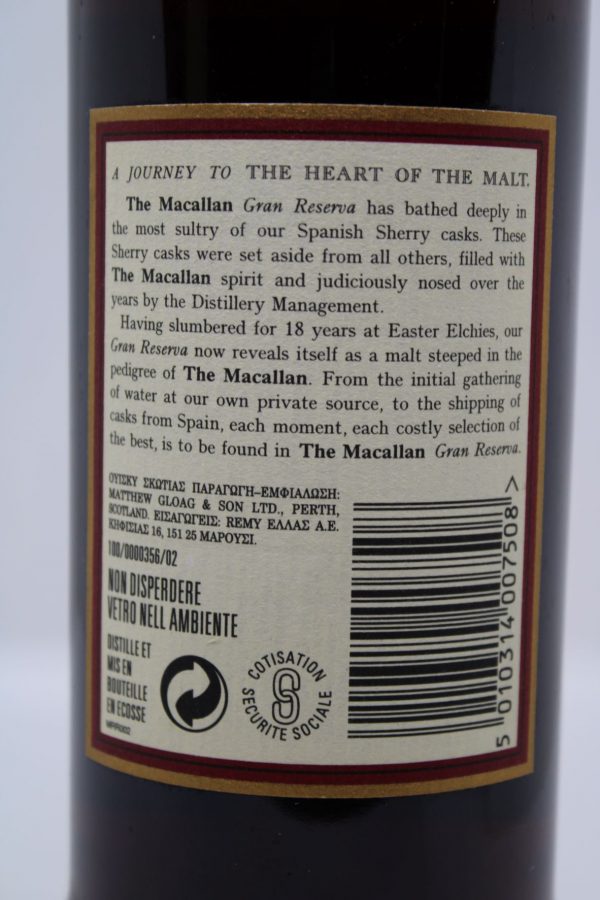 A JOURNEY TO THE HEART OF THE MALT.
The Macallan Gran Reserva has bathed deeply in
the most sultry of our Spanish Sherry casks. These
Sherry casks were set aside from all others, filled with
The Macallan spirit and judiciously nosed over the
years by the Distillery Management.
Having slumbered for 18 years at Easter Elchies, our
Gran Reserva now reveals itself as a malt steeped in the
pedigree of The Macallan. From the initial gathering
of water at our own private source, to the shipping of
casks from Spain, each moment, each costly selection of
the best, is to be found in The Macallan Gran Reserva.
ΟΥΙΣΚΥ ΣΚΩΤΙΑΣ ΠΑΡΑΓΩΓΗ-ΕΜΦΙΑΛΩΣΗ:
MATTHEW GLOAG & SON LTD., PERTH,
SCOTLAND. ΕΙΣΑΓΩΓΕΙΣ: REMY ΕΛΛΑΣ Α.Ε.
ΚΗΦΙΣΙΑΣ 16, 151 25 ΜΑΡΟΥΣΙ.
100/0000356/02
NON DISPERDERE
VETRO NELL AMBIENTE
DISTILLE ET
MIS EN
BOUTEILLE
EN ECOSSE
COTISATION
SECURITE SOCIALE
5 010314 007508 >